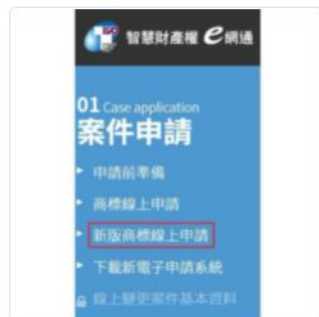 智慧財產權 e 網通
01 Case application
案件申請
申請前準備
商標線上申請
新版商標線上申請
下載新電子申請系統
線上變更案件基本資料